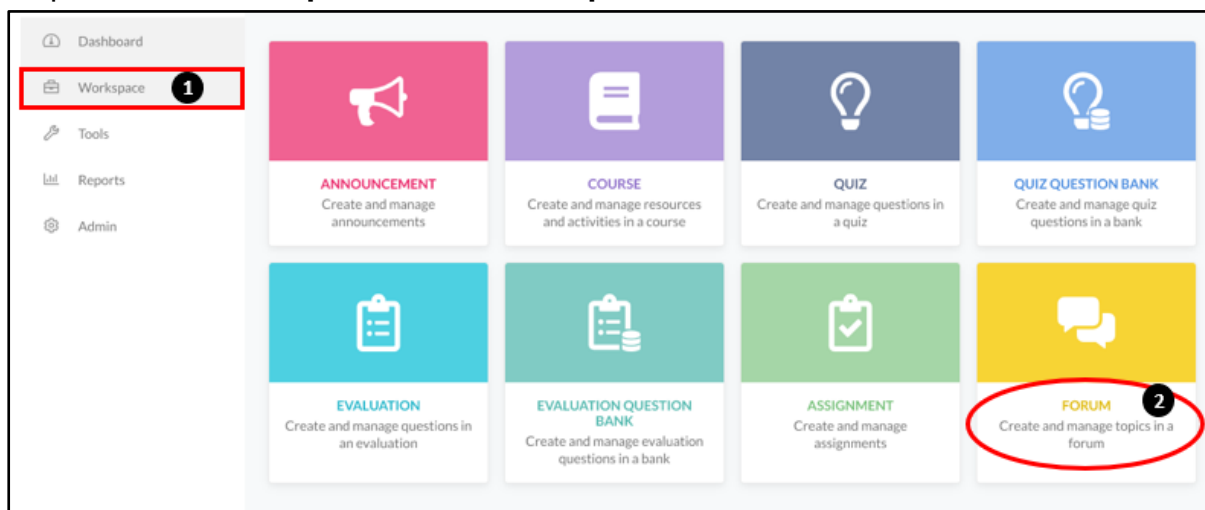 Dashboard
Workspace
1
Tools
Reports
Admin
ANNOUNCEMENT
Create and manage
announcements
COURSE
Create and manage resources
and activities in a course
QUIZ
Create and manage questions in
a quiz
QUIZ QUESTION BANK
Create and manage quiz
questions in a bank
EVALUATION
Create and manage questions in
an evaluation
EVALUATION QUESTION
BANK
Create and manage evaluation
questions in a bank
ASSIGNMENT
Create and manage
assignments
FORUM
2
Create and manage topics in a
forum